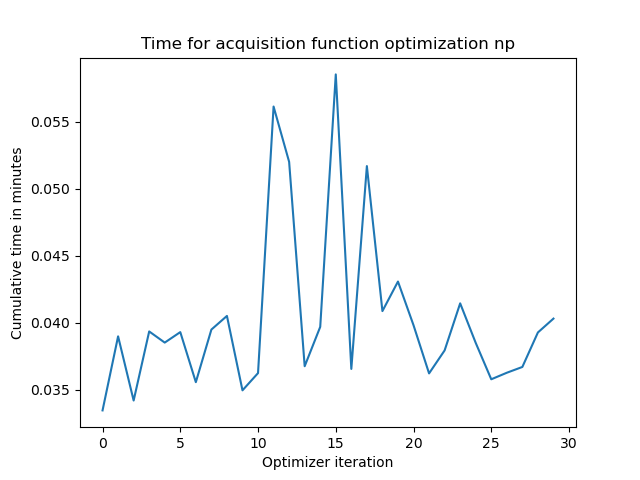 Time for acquisition function optimization np
Cumulative time in minutes
0.055
0.050
0.045
0.040
0.035
0 5 10 15 20 25 30
Optimizer iteration